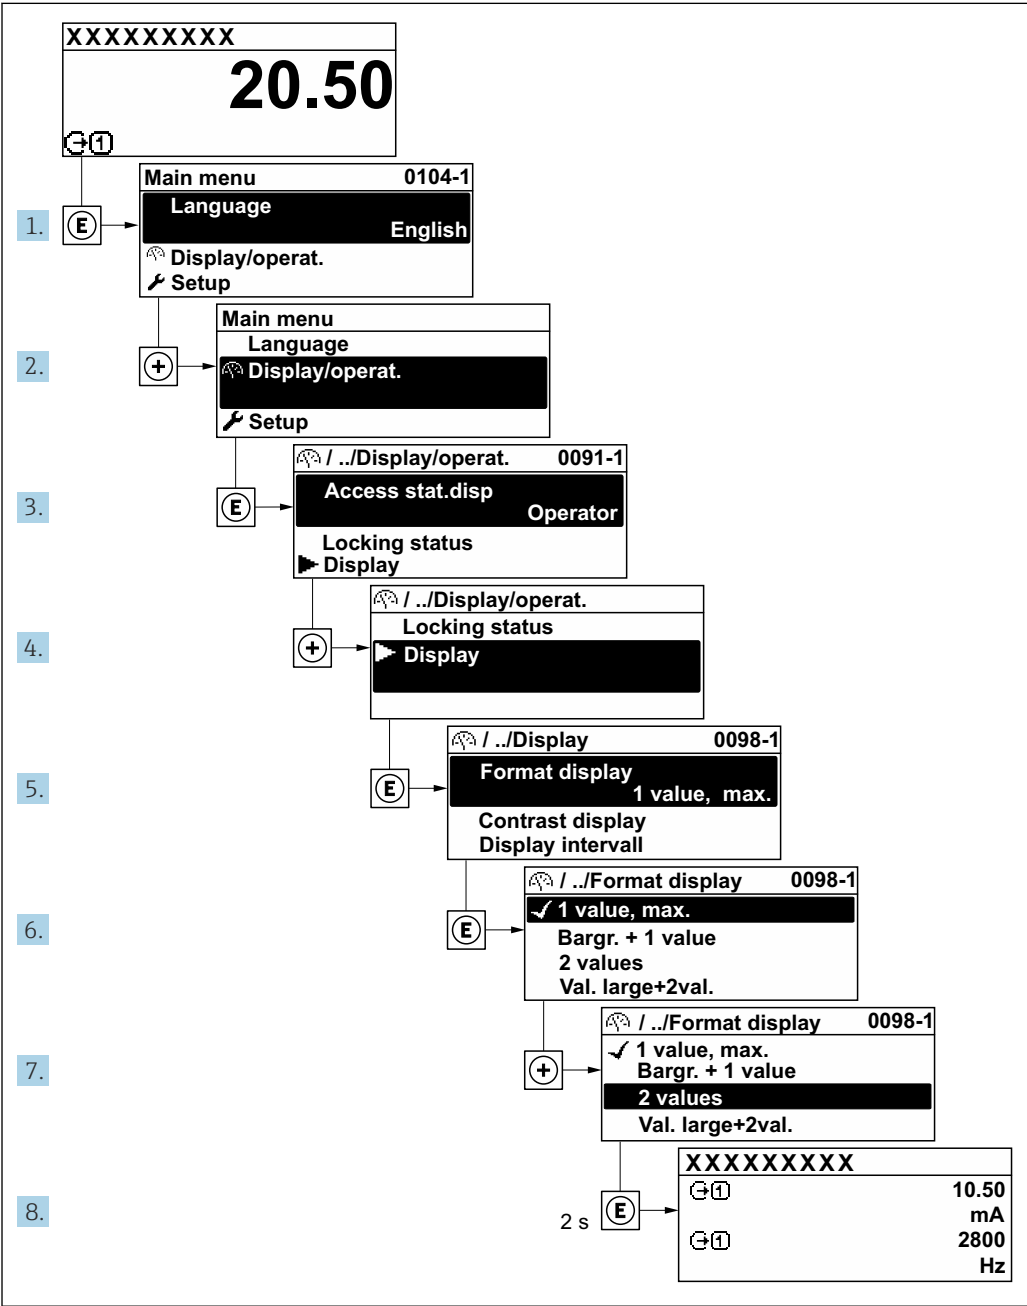 XXXXXXXXX
20.50
1
1.
E
Main menu 0104-1
Language
English
Display/operat.
Setup
2.
+
Main menu
Language
Display/operat.
Setup
3.
E
/ ../Display/operat. 0091-1
Access stat.disp
Operator
Locking status
Display
4.
+
/ ../Display/operat.
Locking status
Display
5.
E
/ ../Display 0098-1
Format display
1 value, max.
Contrast display
Display intervall
6.
E
/ ../Format display 0098-1
1 value, max.
Bargr. + 1 value
2 values
Val. large+2val.
7.
+
/ ../Format display 0098-1
1 value, max.
Bargr. + 1 value
2 values
Val. large+2val.
8.
2 s
E
XXXXXXXXX
1 10.50
mA
1 2800
Hz